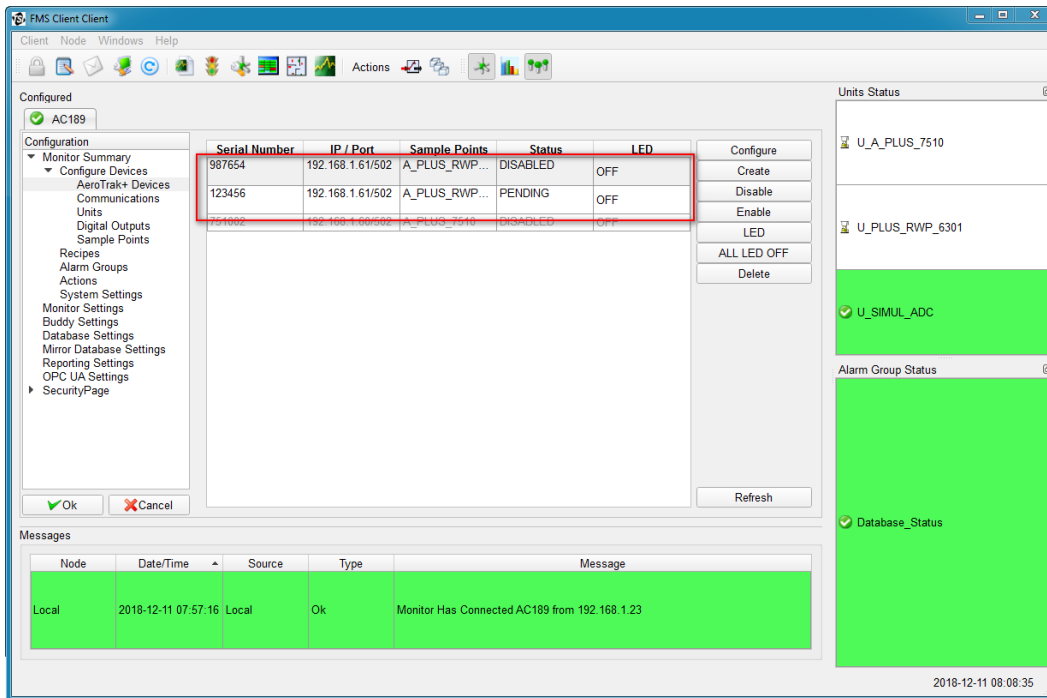 FMS Client Client
Client Node Windows Help
Actions
Configured
AC189
Configuration
Monitor Summary
Configure Devices
AeroTrak+ Devices
Communications
Units
Digital Outputs
Sample Points
Recipes
Alarm Groups
Actions
System Settings
Monitor Settings
Buddy Settings
Database Settings
Mirror Database Settings
Reporting Settings
OPC UA Settings
SecurityPage
Ok Cancel
Serial Number IP / Port Sample Points Status LED
987654 192.168.1.61/502 A_PLUS_RWP... DISABLED OFF
123456 192.168.1.61/502 A_PLUS_RWP... PENDING OFF
751002 192.168.1.60/502 A_PLUS_7510 DISABLED OFF
Configure
Create
Disable
Enable
LED
ALL LED OFF
Delete
Refresh
Units Status
U_A_PLUS_7510
U_PLUS_RWP_6301
U_SIMUL_ADC
Alarm Group Status
Database_Status
Messages
Node Date/Time Source Type Message
Local 2018-12-11 07:57:16 Local Ok Monitor Has Connected AC189 from 192.168.1.23
2018-12-11 08:08:35